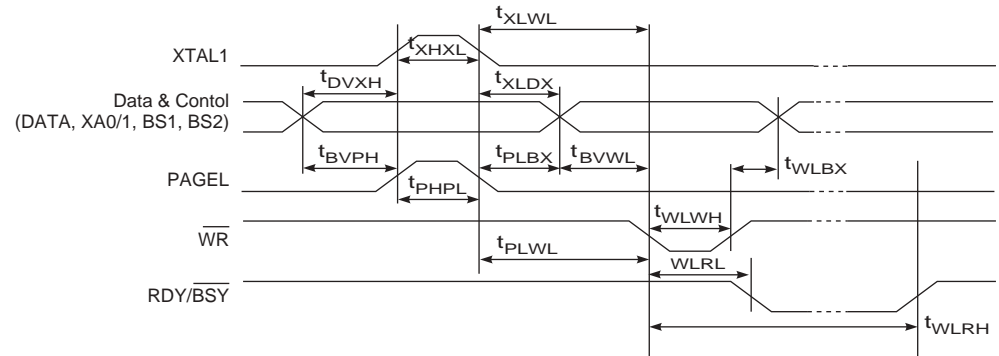 tXLWL
XTAL1
tXHXL
tDVXH
tXLDX
Data & Contol
(DATA, XA0/1, BS1, BS2)
tBVPH
tPLBX
tBVWL
tWLBX
PAGEL
tPHPL
tWLWH
WR
tPLWL
WLRL
RDY/BSY
tWLRH